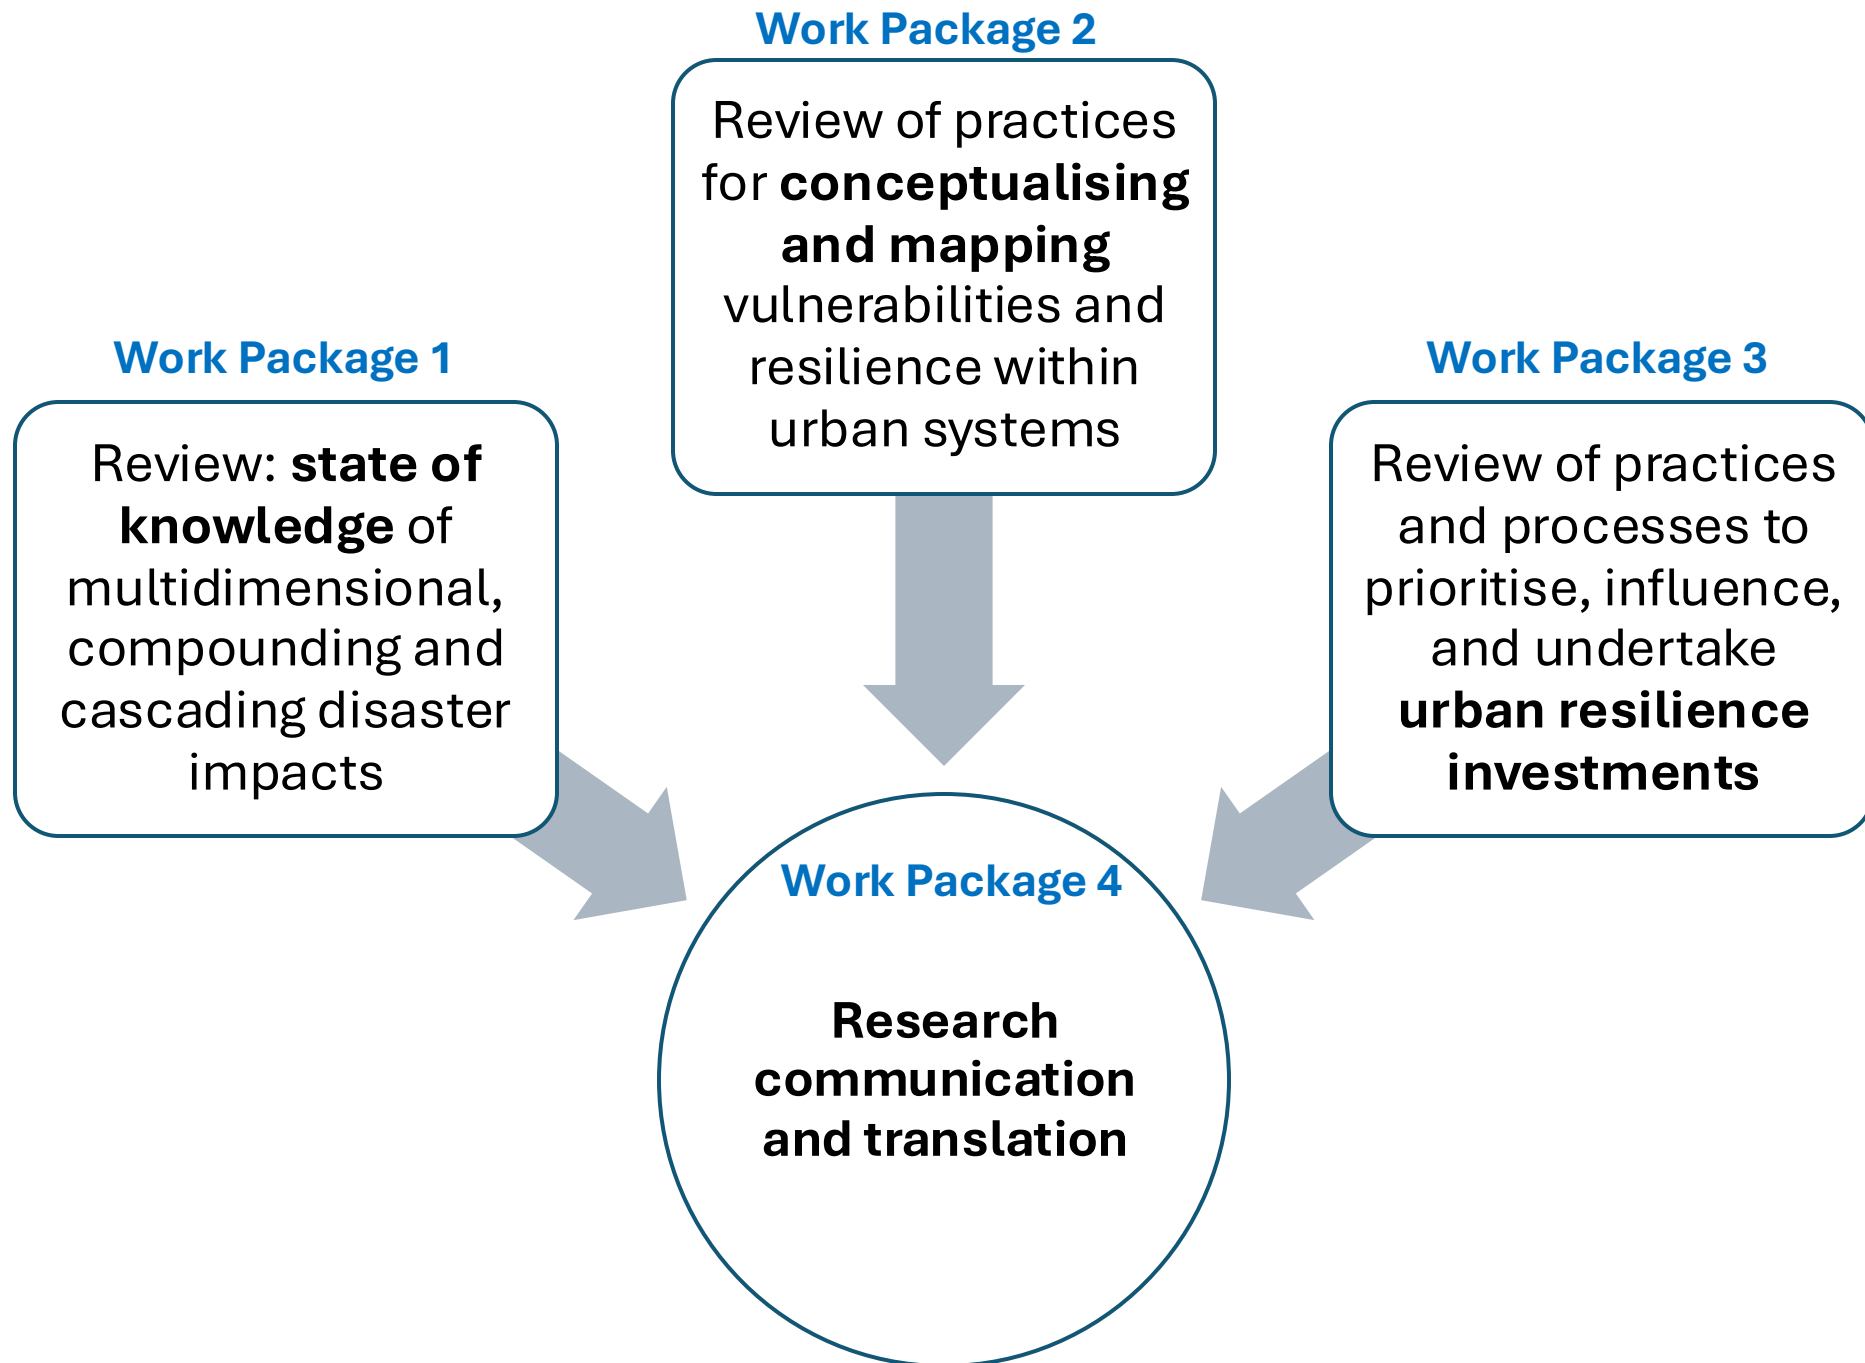 Work Package 2
Review of practices
for conceptualising
and mapping
vulnerabilities and
resilience within
urban systems
Work Package 1
Review: state of
knowledge of
multidimensional,
compounding and
cascading disaster
impacts
Work Package 3
Review of practices
and processes to
prioritise, influence,
and undertake
urban resilience
investments
Work Package 4
Research
communication
and translation